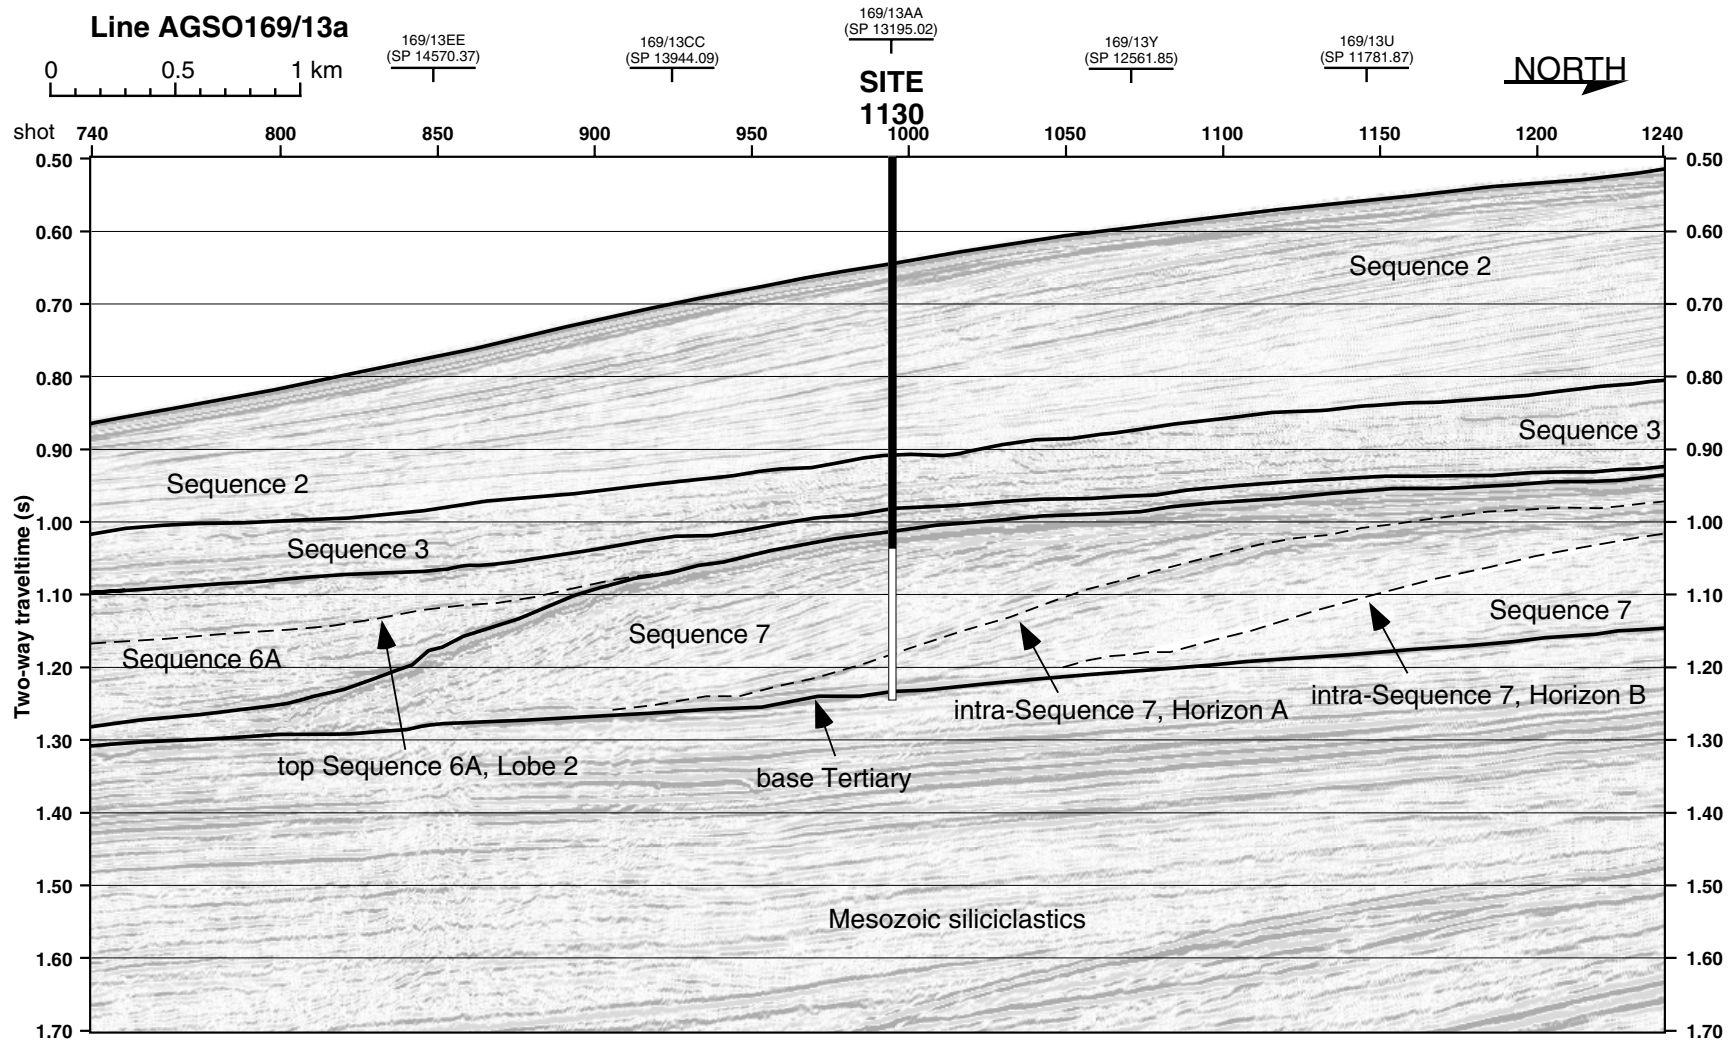 Line AGSO169/13a
169/13EE
(SP 14570.37)
169/13CC
(SP 13944.09)
169/13AA
(SP 13195.02)
169/13Y
(SP 12561.85)
169/13U
(SP 11781.87)
0 0.5 1 km
SITE
1130
NORTH
shot 740 800 850 900 950 1000 1050 1100 1150 1200 1240
Two-way traveltime (s)
0.50 0.50
0.60 0.60
Sequence 2
0.70 0.70
0.80 0.80
Sequence 3
0.90 0.90
Sequence 2
1.00 1.00
Sequence 3
1.10 1.10
Sequence 7
Sequence 7
Sequence 6A
1.20 1.20
intra-Sequence 7, Horizon B
intra-Sequence 7, Horizon A
1.30 1.30
top Sequence 6A, Lobe 2
base Tertiary
1.40 1.40
1.50 1.50
Mesozoic siliciclastics
1.60 1.60
1.70 1.70